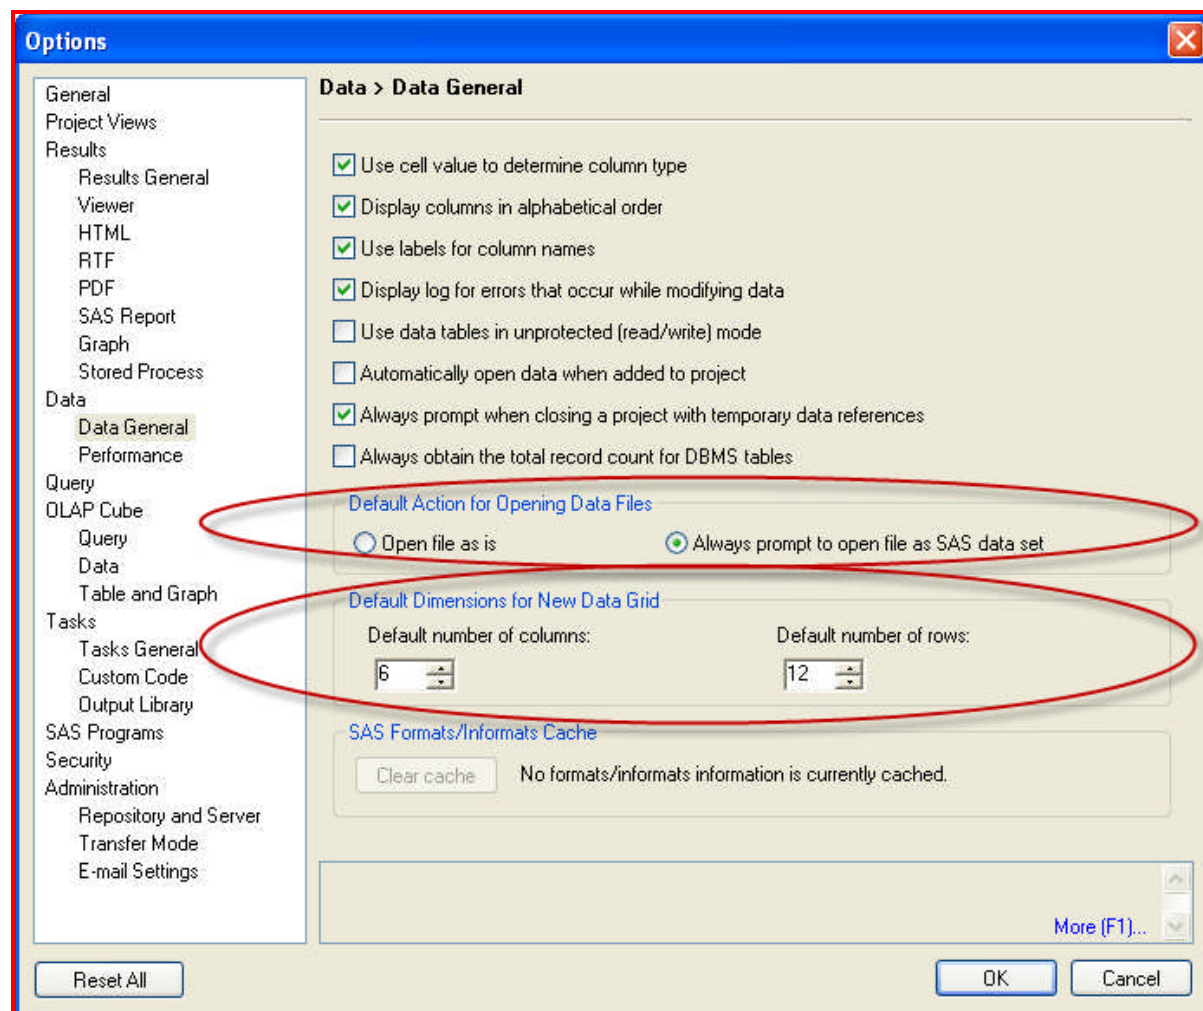 Options
General
Project Views
Results
Results General
Viewer
HTML
RTF
PDF
SAS Report
Graph
Stored Process
Data
Data General
Performance
Query
OLAP Cube
Query
Data
Table and Graph
Tasks
Tasks General
Custom Code
Output Library
SAS Programs
Security
Administration
Repository and Server
Transfer Mode
E-mail Settings
Data > Data General
Use cell value to determine column type
Display columns in alphabetical order
Use labels for column names
Display log for errors that occur while modifying data
Use data tables in unprotected (read/write) mode
Automatically open data when added to project
Always prompt when closing a project with temporary data references
Always obtain the total record count for DBMS tables
Default Action for Opening Data Files
Open file as is Always prompt to open file as SAS data set
Default Dimensions for New Data Grid
Default number of columns: Default number of rows:
6 12
SAS Formats/Informats Cache
Clear cache No formats/informats information is currently cached.
More (F1)...
Reset All OK Cancel